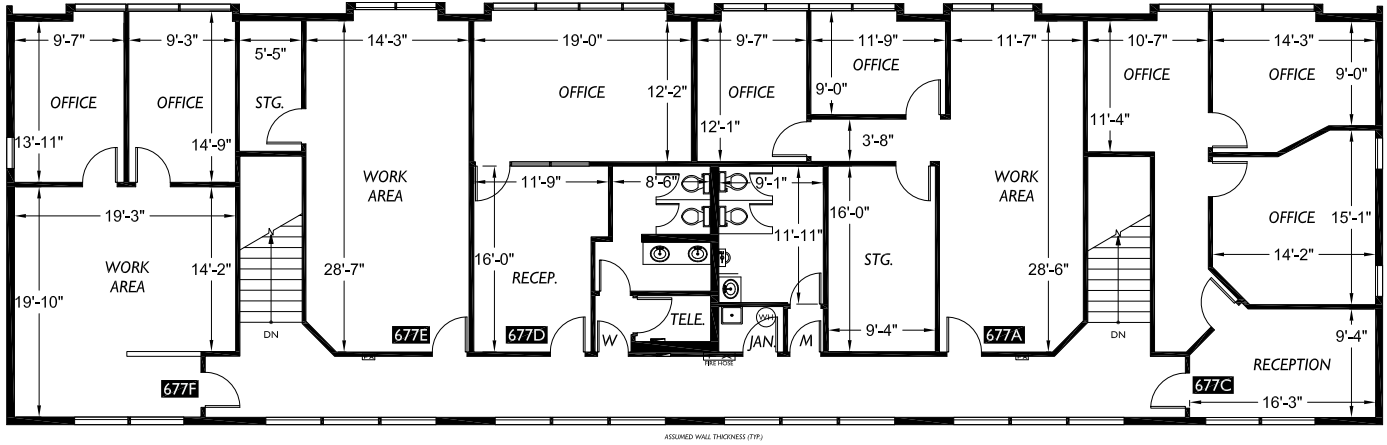 9'-7"
9'-3"
5'-5"
14'-3"
19'-0"
9'-7"
11'-9"
11'-7"
10'-7"
14'-3"
OFFICE
OFFICE
STG.
OFFICE
12'-2"
OFFICE
OFFICE
9'-0"
OFFICE
OFFICE
9'-0"
13'-11"
14'-9"
12'-1"
3'-8"
11'-4"
WORK
AREA
11'-9"
8'-6"
9'-1"
WORK
AREA
19'-3"
16'-0"
OFFICE
15'-1"
WORK
AREA
14'-2"
28'-7"
16'-0"
RECEP.
11'-11"
STG.
28'-6"
14'-2"
19'-10"
DN
677E
677D
W
TELE.
WH
JAN.
M
9'-4"
677A
DN
9'-4"
RECEPTION
FIRE HOSE
677F
677C
16'-3"
ASSUMED WALL THICKNESS (TYP.)